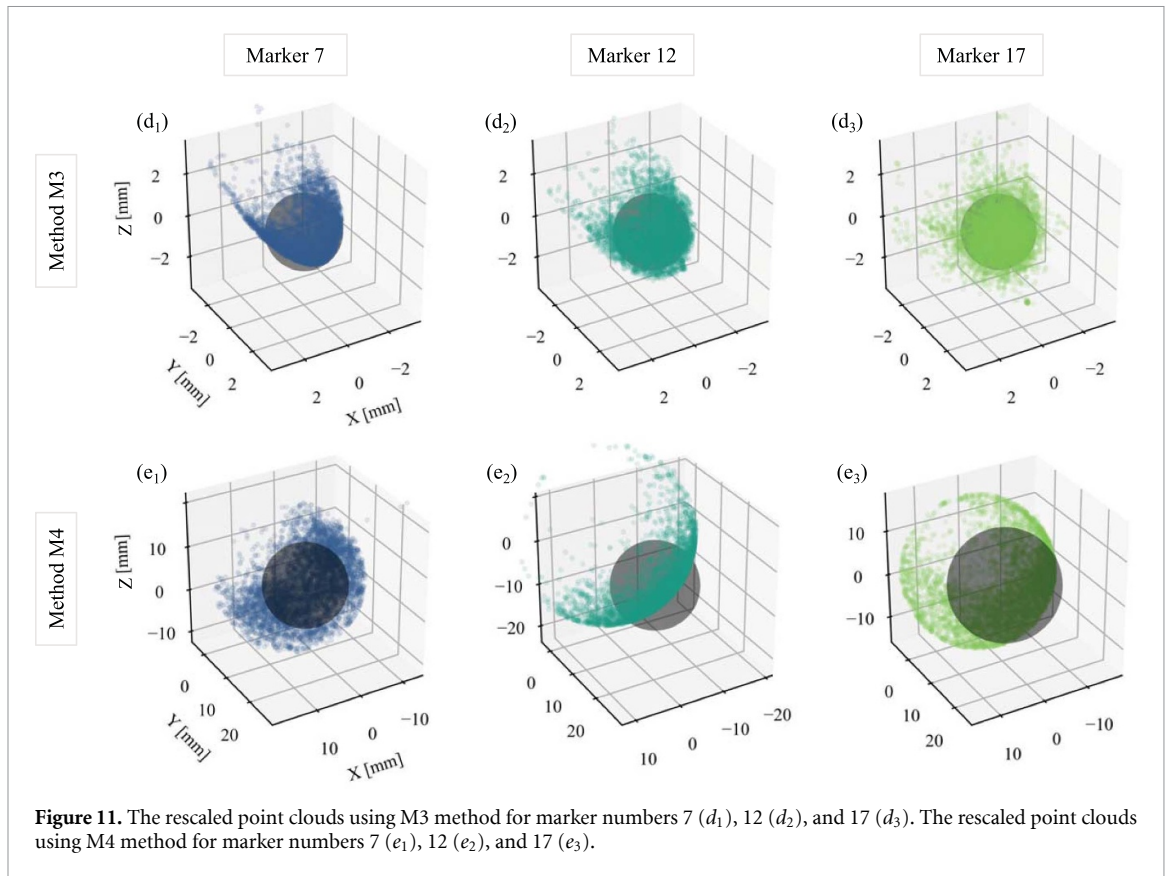 Marker 7
Marker 12
Marker 17
Method M3
(d1)
(d2)
(d3)
Z [mm]
2
0
−2
2
0
−2
2
0
−2
−2
0
2
Y [mm]
2
0
−2
X [mm]
−2
0
2
2
0
−2
−2
0
2
2
0
−2
Method M4
(e1)
(e2)
(e3)
Z [mm]
10
0
−10
0
−10
−20
10
0
−10
0
10
20
Y [mm]
10
0
−10
X [mm]
0
10
20
10
0
−10
−20
0
10
20
10
0
−10
Figure 11. The rescaled point clouds using M3 method for marker numbers 7 (d1), 12 (d2), and 17 (d3). The rescaled point clouds
using M4 method for marker numbers 7 (e1), 12 (e2), and 17 (e3).